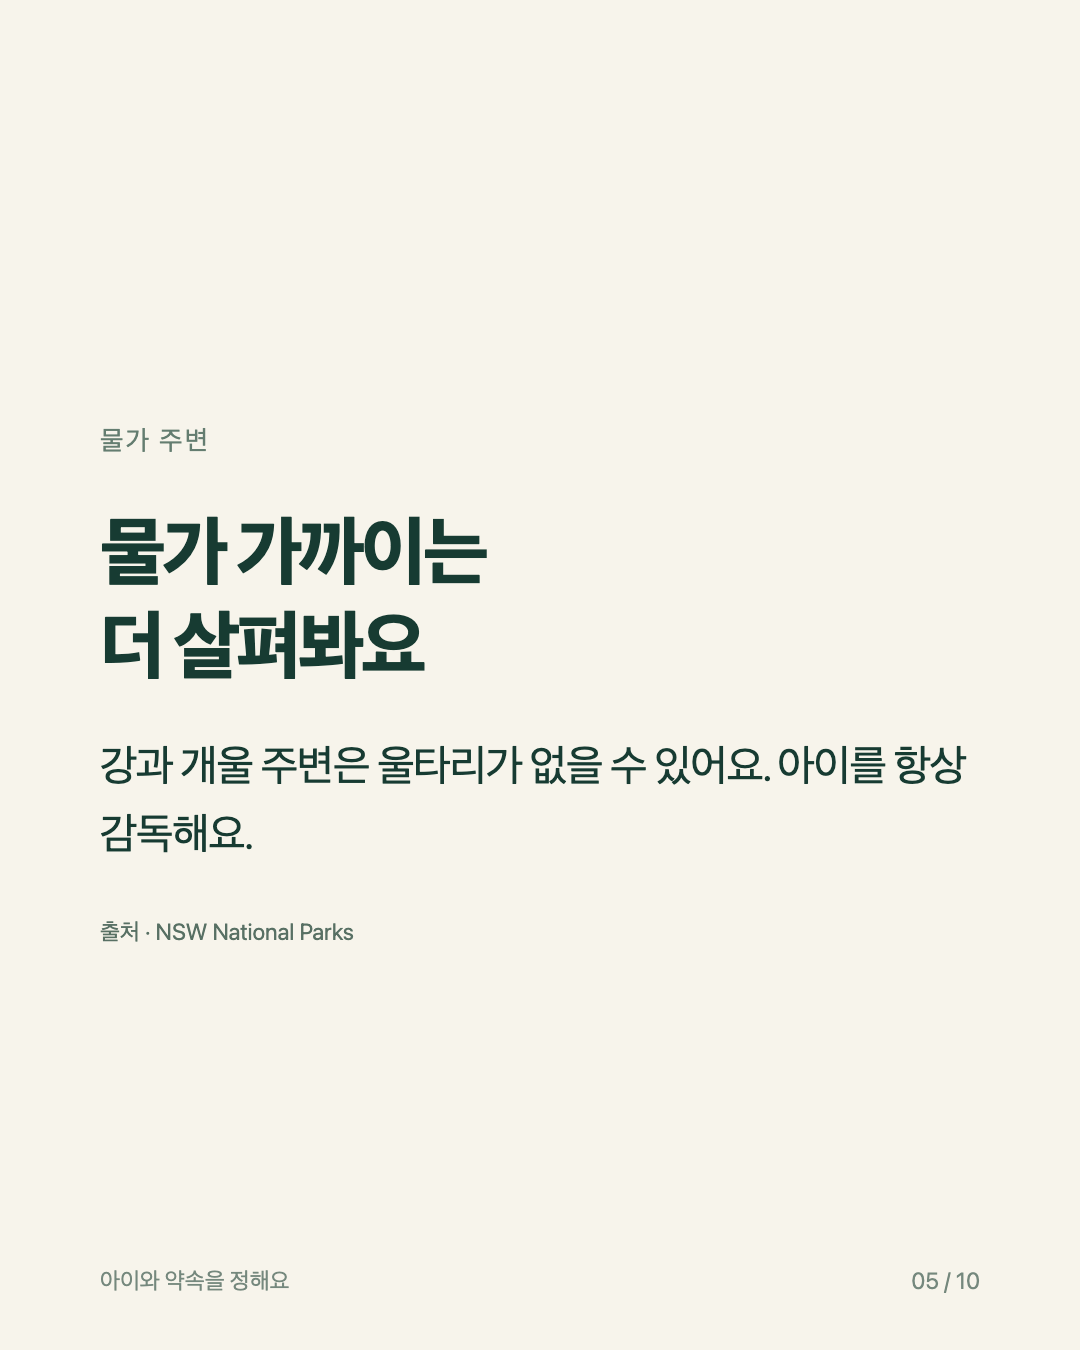 물가 주변
물가 가까이는
더 살펴봐요
강과 개울 주변은 울타리가 없을 수 있어요. 아이를 항상
감독해요.
출처 · NSW National Parks
아이와 약속을 정해요
05 / 10